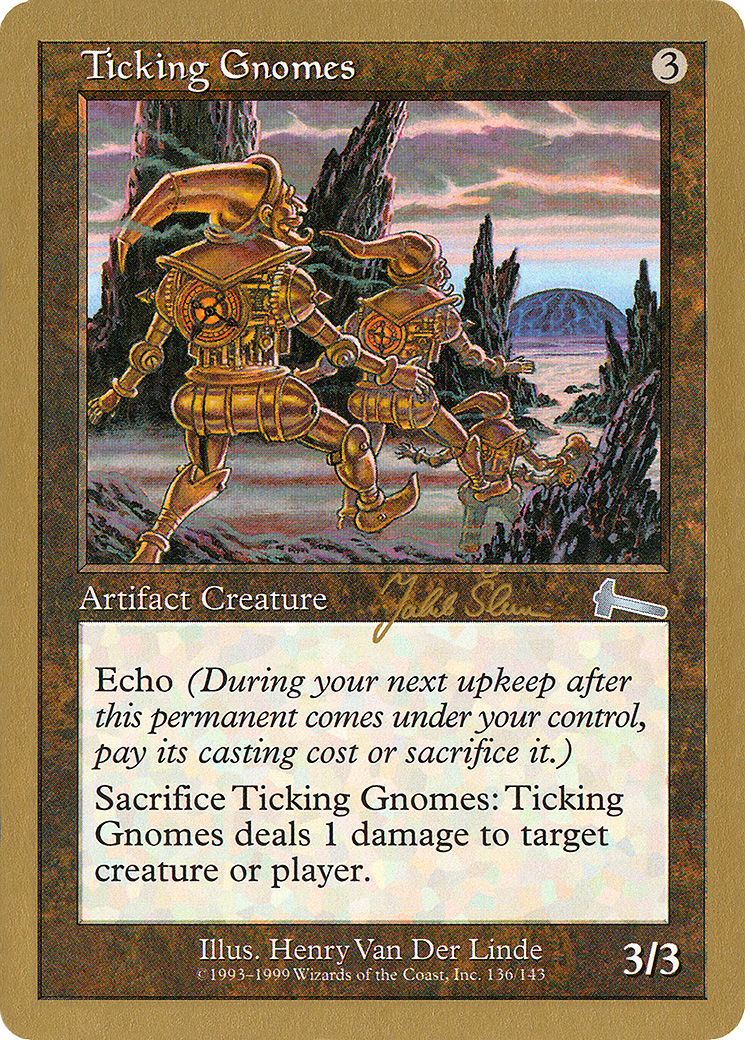 Ticking Gnomes 3
Artifact Creature
Echo (During your next upkeep after
this permanent comes under your control,
pay its casting cost or sacrifice it.)
Sacrifice Ticking Gnomes: Ticking
Gnomes deals 1 damage to target
creature or player.
Illus. Henry Van Der Linde
©1993–1999 Wizards of the Coast, Inc. 136/143
3/3